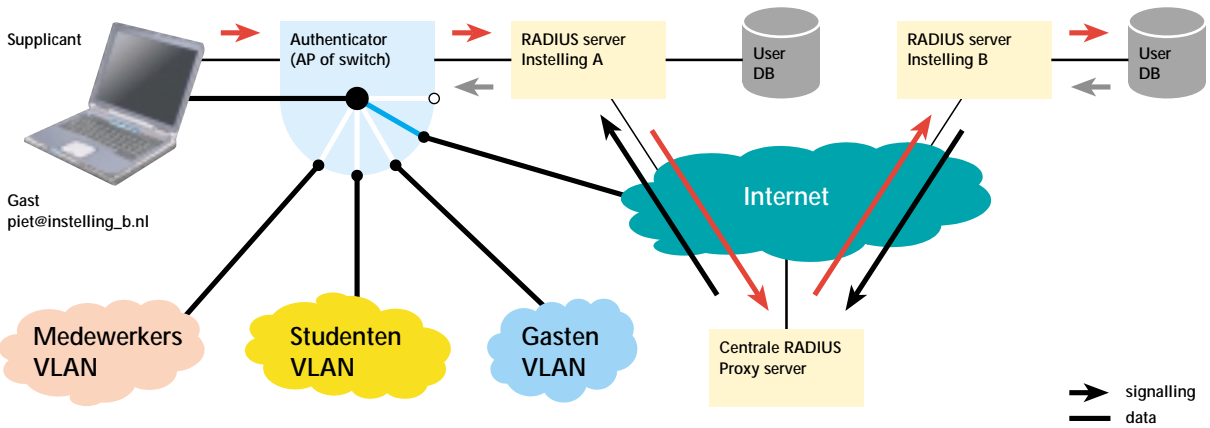 Supplicant
Authenticator
(AP of switch)
RADIUS server
Instelling A
User
DB
RADIUS server
Instelling B
User
DB
Gast
piet@instelling_b.nl
Internet
Medewerkers
VLAN
Studenten
VLAN
Gasten
VLAN
Centrale RADIUS
Proxy server
signalling
data